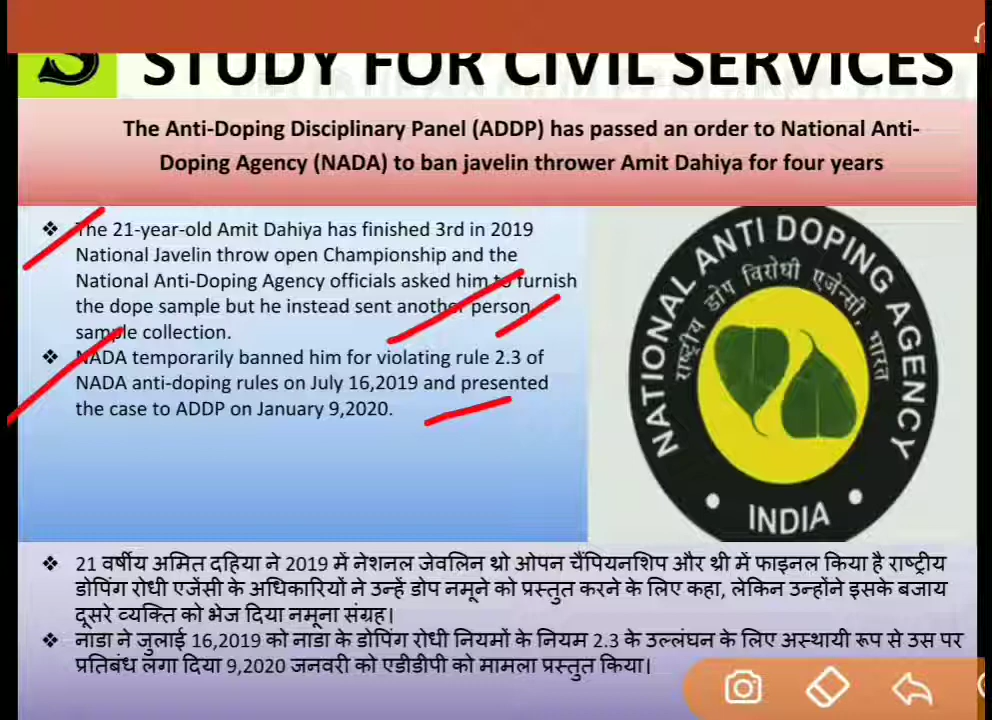 STUDY FOR CIVIL SERVICES
The Anti-Doping Disciplinary Panel (ADDP) has passed an order to National Anti-
Doping Agency (NADA) to ban javelin thrower Amit Dahiya for four years
❖ The 21-year-old Amit Dahiya has finished 3rd in 2019
National Javelin throw open Championship and the
National Anti-Doping Agency officials asked him to furnish
the dope sample but he instead sent another person
sample collection.
❖ NADA temporarily banned him for violating rule 2.3 of
NADA anti-doping rules on July 16,2019 and presented
the case to ADDP on January 9,2020.
NATIONAL ANTI DOPING AGENCY
राष्ट्रीय डोप विरोधी एजेंसी, भारत
INDIA
❖ 21 वर्षीय अमित दहिया ने 2019 में नेशनल जेवलिन थ्रो ओपन चैंपियनशिप और थ्री में फाइनल किया है राष्ट्रीय
डोपिंग रोधी एजेंसी के अधिकारियों ने उन्हें डोप नमूने को प्रस्तुत करने के लिए कहा, लेकिन उन्होंने इसके बजाय
दूसरे व्यक्ति को भेज दिया नमूना संग्रह।
❖ नाडा ने जुलाई 16,2019 को नाडा के डोपिंग रोधी नियमों के नियम 2.3 के उल्लंघन के लिए अस्थायी रूप से उस पर
प्रतिबंध लगा दिया 9,2020 जनवरी को एडीडीपी को मामला प्रस्तुत किया।